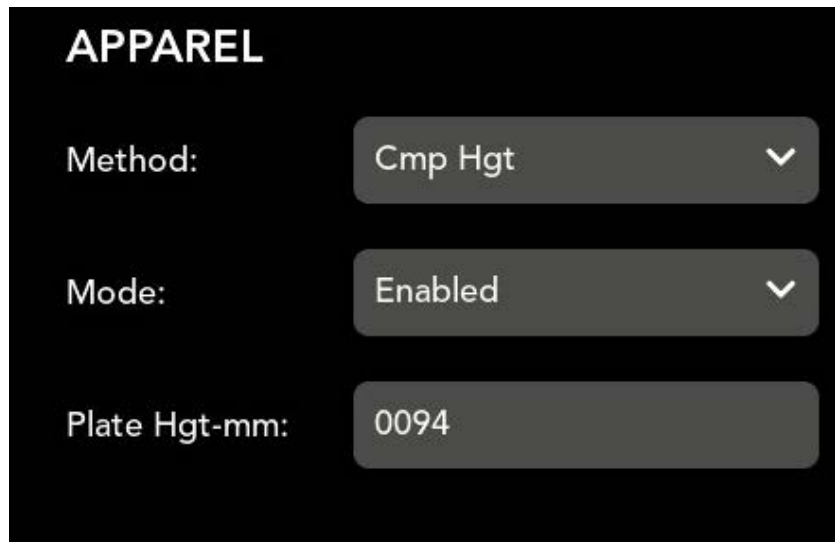 APPAREL
Method: Cmp Hgt
Mode: Enabled
Plate Hgt-mm: 0094